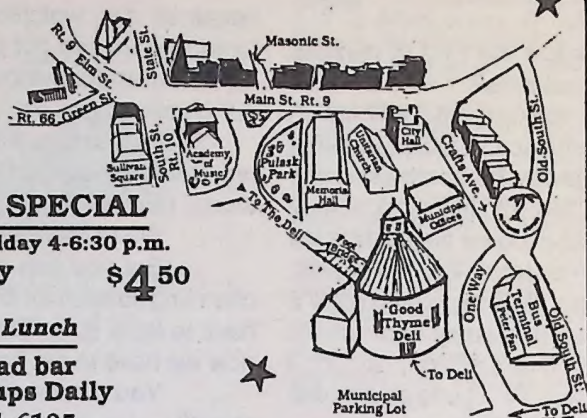 Rt. 9
Elm St.
State St.
Masonic St.
Main St. Rt. 9
Rt. 66 Green St.
Sullivan
Square
South St.
Rt. 10
Academy
of
Music
Pulaski
Park
Memorial
Hall
Unitarian
Church
City
Hall
Crafts Ave.
Old South St.
Municipal
Offices
To The Deli
Foot
Bridge
Good
Thyme
Deli
To Deli
One Way
Bus
Terminal
Peter Pan
Old South St.
To Deli
Municipal
Parking Lot
SPECIAL
day 4-6:30 p.m.
y $4 50
Lunch
ad bar
ups Daily